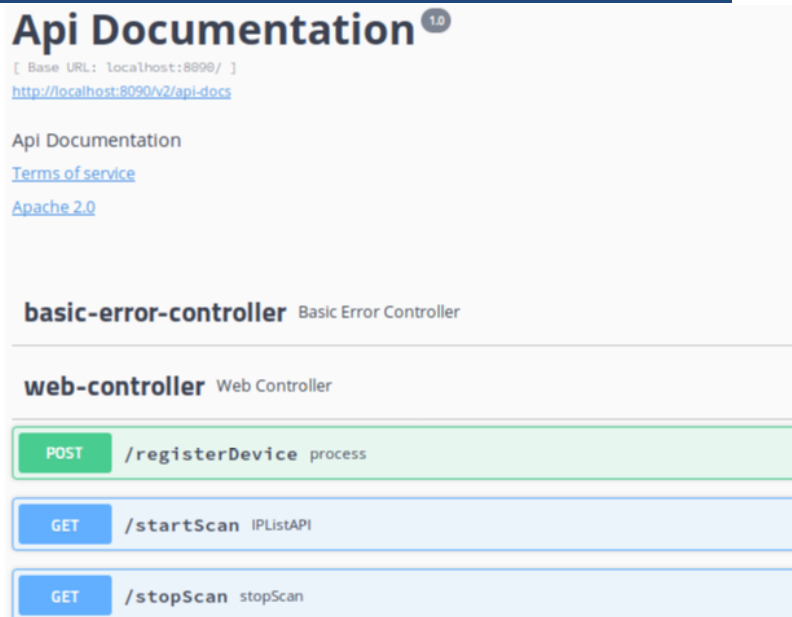 Api Documentation 1.0
[ Base URL: localhost:8090/ ]
http://localhost:8090/v2/api-docs
Api Documentation
Terms of service
Apache 2.0
basic-error-controller Basic Error Controller
web-controller Web Controller
POST /registerDevice process
GET /startScan IPListAPI
GET /stopScan stopScan